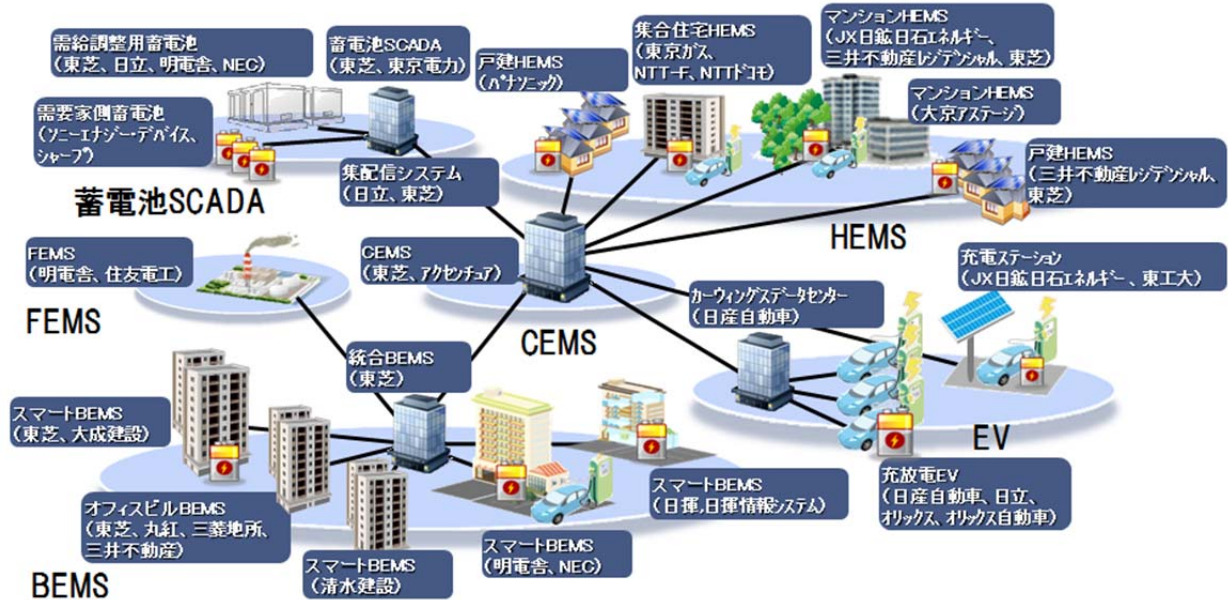 需給調整用蓄電池
(東芝、日立、明電舎、NEC)
蓄電池SCADA
(東芝、東京電力)
需要家側蓄電池
(ソニーエナジー・デバイス、
シャープ)
集配信システム
(日立、東芝)
蓄電池SCADA
戸建HEMS
(パナソニック)
集合住宅HEMS
(東京ガス、
NTT-F、NTTドコモ)
マンションHEMS
(JX日鉱日石エネルギー、
三井不動産レジデンシャル、東芝)
マンションHEMS
(大京アステージ)
戸建HEMS
(三井不動産レジデンシャル、
東芝)
HEMS
FEMS
(明電舎、住友電工)
FEMS
CEMS
(東芝、アクセンチュア)
CEMS
充電ステーション
(JX日鉱日石エネルギー、東工大)
カーウィングスデータセンター
(日産自動車)
EV
充放電EV
(日産自動車、日立、
オリックス、オリックス自動車)
統合BEMS
(東芝)
スマートBEMS
(東芝、大成建設)
オフィスビルBEMS
(東芝、丸紅、三菱地所、
三井不動産)
スマートBEMS
(清水建設)
スマートBEMS
(明電舎、NEC)
スマートBEMS
(日揮,日揮情報システム)
BEMS